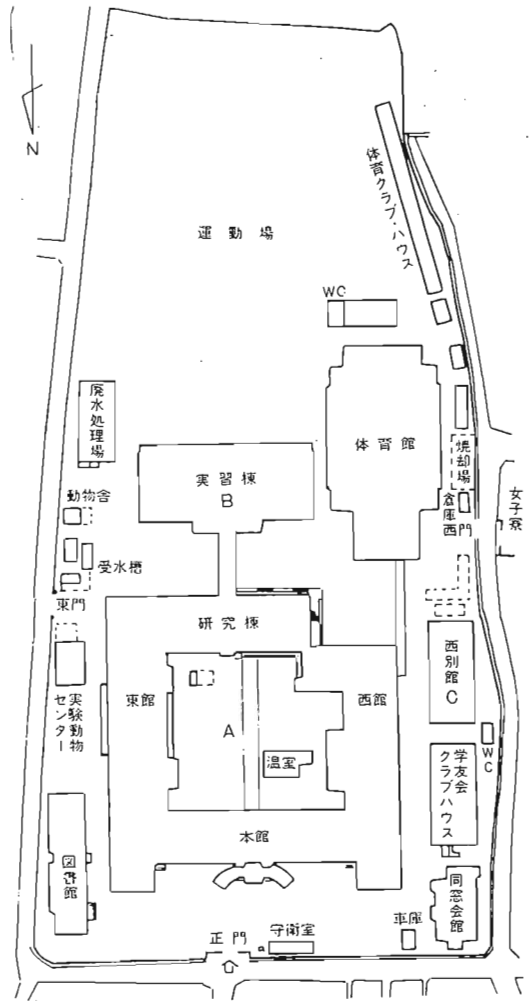 N
運動場
体育クラブ・ハウス
WC
廃水処理場
体育館
実習棟
B
焼却場
動物舎
倉庫
西門
女子寮
受水槽
東門
研究棟
西別館
C
実験動物
センター
東館
A
西館
温室
WC
学友会
クラブハウス
本館
図書館
同窓会館
正門
守衛室
車庫